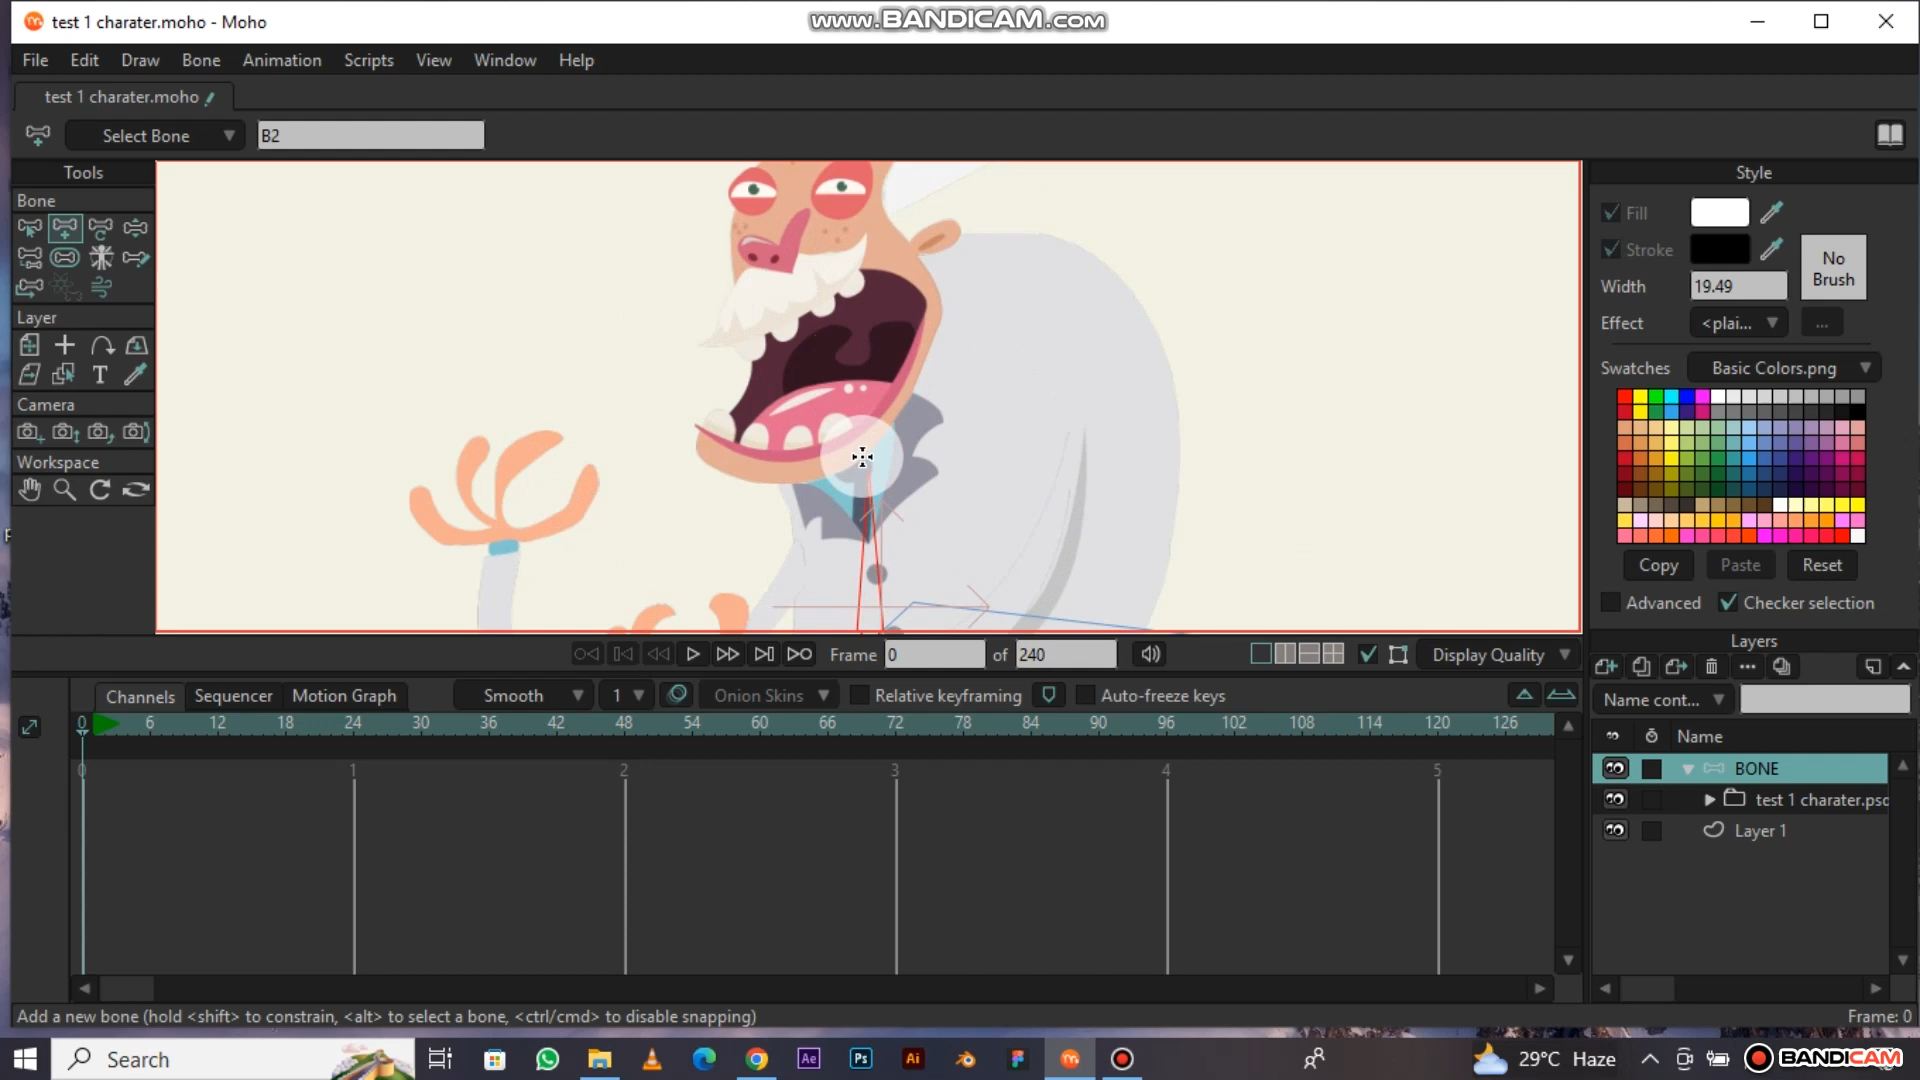 test 1 charater.moho - Moho
www.BANDICAM.com
File Edit Draw Bone Animation Scripts View Window Help
test 1 charater.moho
Select Bone B2
Tools
Style
Bone
Fill
Stroke
No Brush
Width 19.49
Layer
Effect <plai... ...
T
Swatches Basic Colors.png
Camera
Workspace
Copy Paste Reset
Advanced Checker selection
Layers
Frame 0 of 240 Display Quality
Channels Sequencer Motion Graph Smooth 1 Onion Skins Relative keyframing Auto-freeze keys
Name cont...
0 6 12 18 24 30 36 42 48 54 60 66 72 78 84 90 96 102 108 114 120 126
Name
0 1 2 3 4 5
BONE
test 1 charater.psd
Layer 1
Add a new bone (hold <shift> to constrain, <alt> to select a bone, <ctrl/cmd> to disable snapping)
Frame: 0
Search
Ae Ps Ai
29°C Haze
BANDICAM